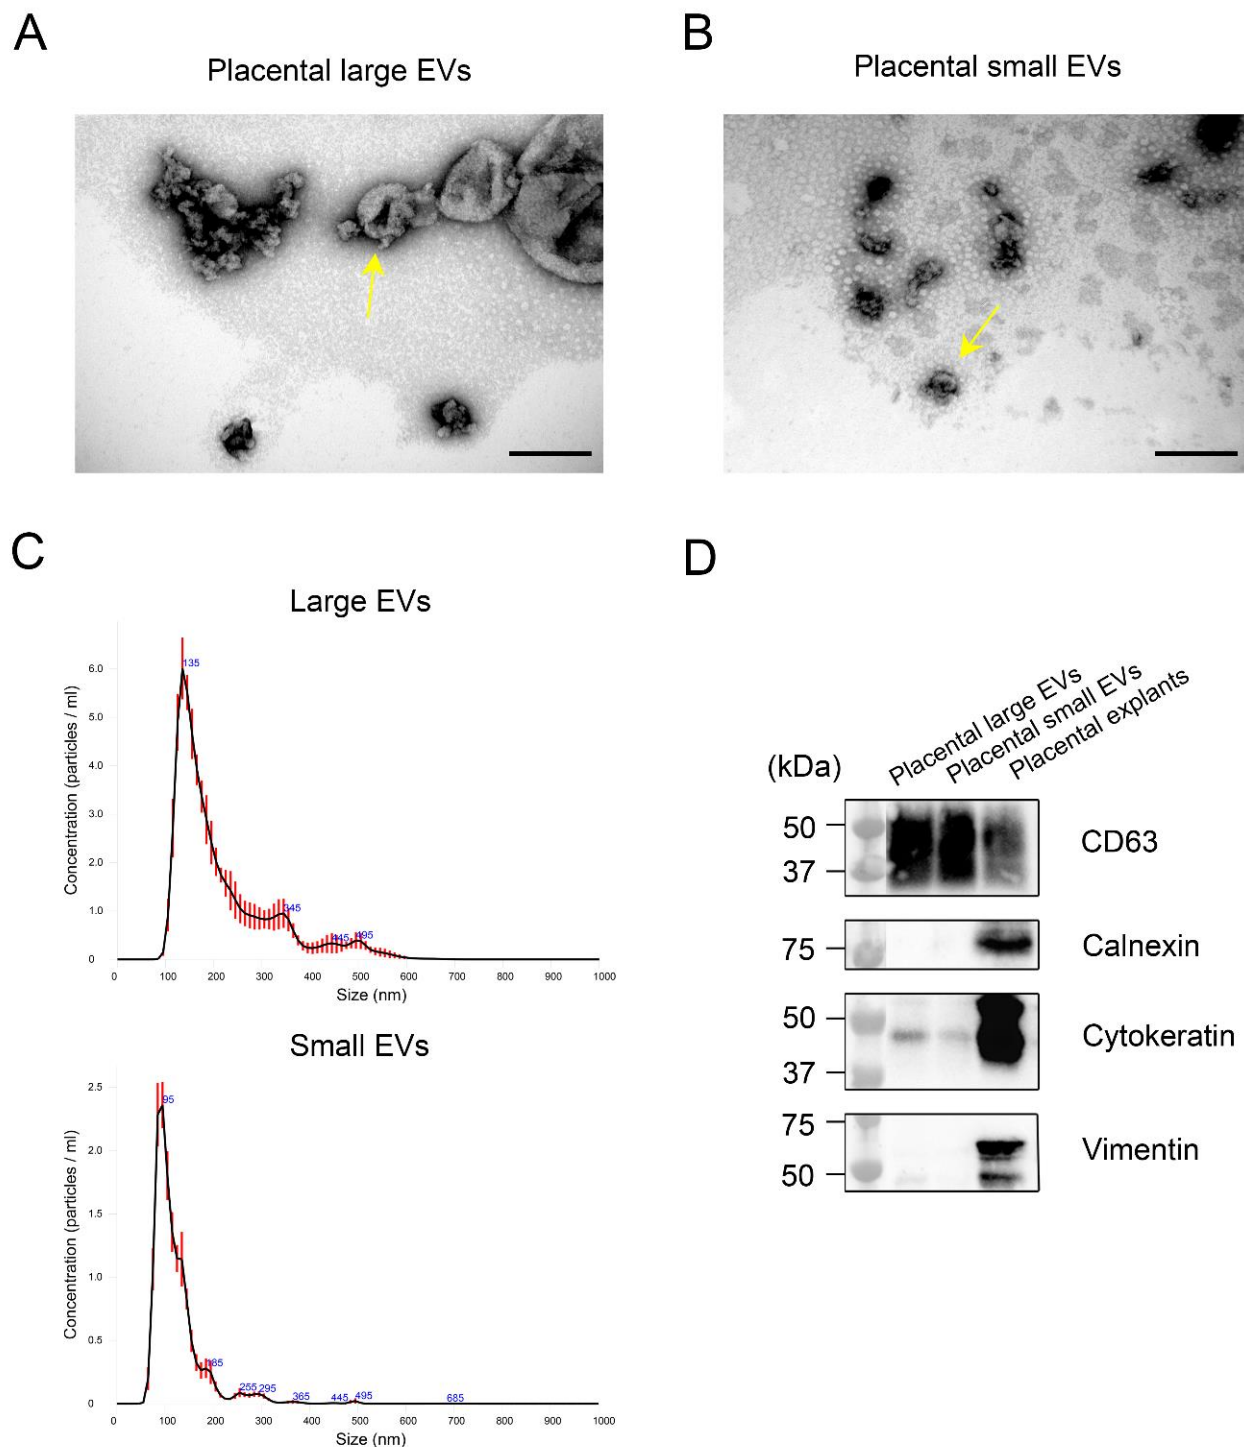 A
Placental large EVs
B
Placental small EVs
C
Large EVs
Concentration (particles / ml)
6.0
5.0
4.0
3.0
2.0
1.0
0
135
345
445
495
0 100 200 300 400 500 600 700 800 900 1000
Size (nm)
Small EVs
Concentration (particles / ml)
2.5
2.0
1.5
1.0
0.5
0
95
185
255
295
365
445
495
685
0 100 200 300 400 500 600 700 800 900 1000
Size (nm)
D
Placental large EVs
Placental small EVs
Placental explants
(kDa)
50
37
CD63
75
Calnexin
50
37
Cytokeratin
75
50
Vimentin